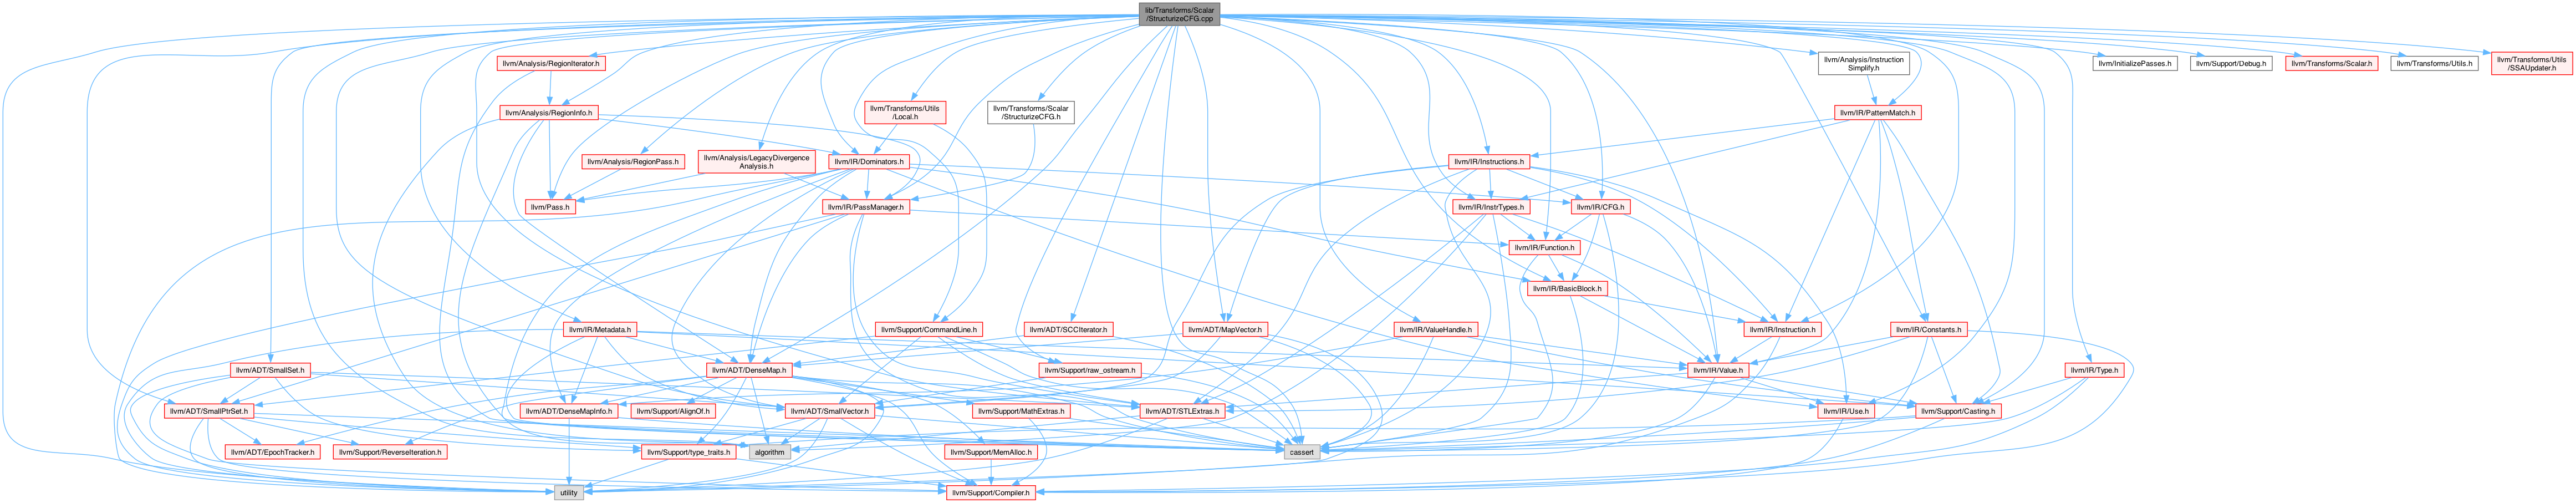 lib/Transforms/Scalar
/StructurizeCFG.cpp
llvm/Analysis/RegionIterator.h
llvm/Analysis/Instruction
Simplify.h
llvm/InitializePasses.h
llvm/Support/Debug.h
llvm/Transforms/Scalar.h
llvm/Transforms/Utils.h
llvm/Transforms/Utils
/SSAUpdater.h
llvm/Analysis/RegionInfo.h
llvm/Transforms/Utils
/Local.h
llvm/Transforms/Scalar
/StructurizeCFG.h
llvm/IR/PatternMatch.h
llvm/Analysis/RegionPass.h
llvm/Analysis/LegacyDivergence
Analysis.h
llvm/IR/Dominators.h
llvm/IR/Instructions.h
llvm/Pass.h
llvm/IR/PassManager.h
llvm/IR/InstrTypes.h
llvm/IR/CFG.h
llvm/IR/Function.h
llvm/IR/BasicBlock.h
llvm/IR/Metadata.h
llvm/Support/CommandLine.h
llvm/ADT/SCCIterator.h
llvm/ADT/MapVector.h
llvm/IR/ValueHandle.h
llvm/IR/Instruction.h
llvm/IR/Constants.h
llvm/ADT/SmallSet.h
llvm/ADT/DenseMap.h
llvm/Support/raw_ostream.h
llvm/IR/Value.h
llvm/IR/Type.h
llvm/ADT/SmallPtrSet.h
llvm/ADT/DenseMapInfo.h
llvm/Support/AlignOf.h
llvm/ADT/SmallVector.h
llvm/Support/MathExtras.h
llvm/ADT/STLExtras.h
llvm/IR/Use.h
llvm/Support/Casting.h
llvm/ADT/EpochTracker.h
llvm/Support/ReverseIteration.h
llvm/Support/type_traits.h
algorithm
llvm/Support/MemAlloc.h
cassert
utility
llvm/Support/Compiler.h